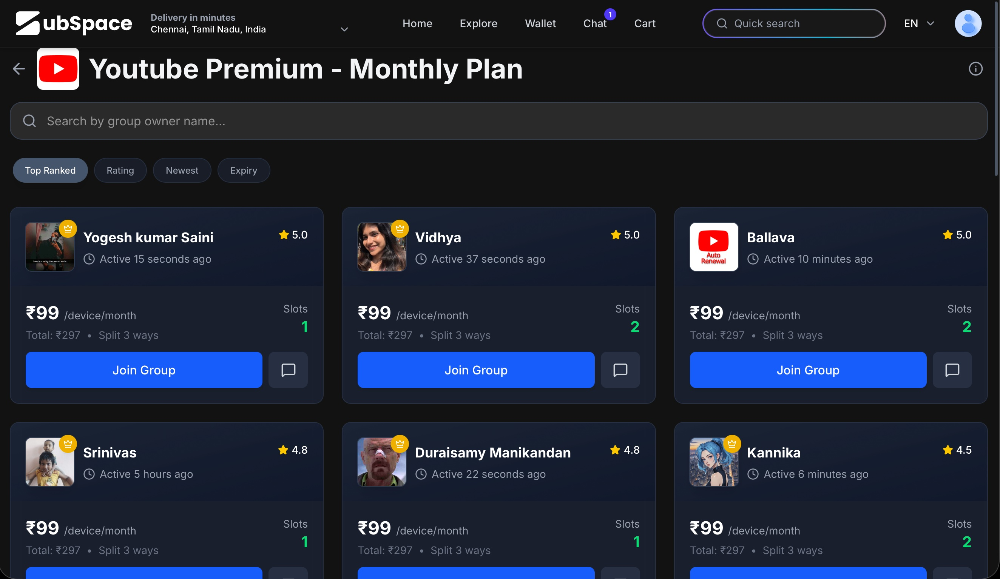 ubSpace
Delivery in minutes
Chennai, Tamil Nadu, India
Home
Explore
Wallet
Chat
1
Cart
Quick search
EN
Youtube Premium - Monthly Plan
Search by group owner name...
Top Ranked
Rating
Newest
Expiry
Love is a song that never ends.
Yogesh kumar Saini
5.0
Active 15 seconds ago
₹99 /device/month
Slots
1
Total: ₹297 • Split 3 ways
Join Group
Vidhya
5.0
Active 37 seconds ago
₹99 /device/month
Slots
2
Total: ₹297 • Split 3 ways
Join Group
Auto
Renewal
Ballava
5.0
Active 10 minutes ago
₹99 /device/month
Slots
2
Total: ₹297 • Split 3 ways
Join Group
Srinivas
4.8
Active 5 hours ago
₹99 /device/month
Slots
1
Total: ₹297 • Split 3 ways
Duraisamy Manikandan
4.8
Active 22 seconds ago
₹99 /device/month
Slots
1
Total: ₹297 • Split 3 ways
Kannika
4.5
Active 6 minutes ago
₹99 /device/month
Slots
2
Total: ₹297 • Split 3 ways